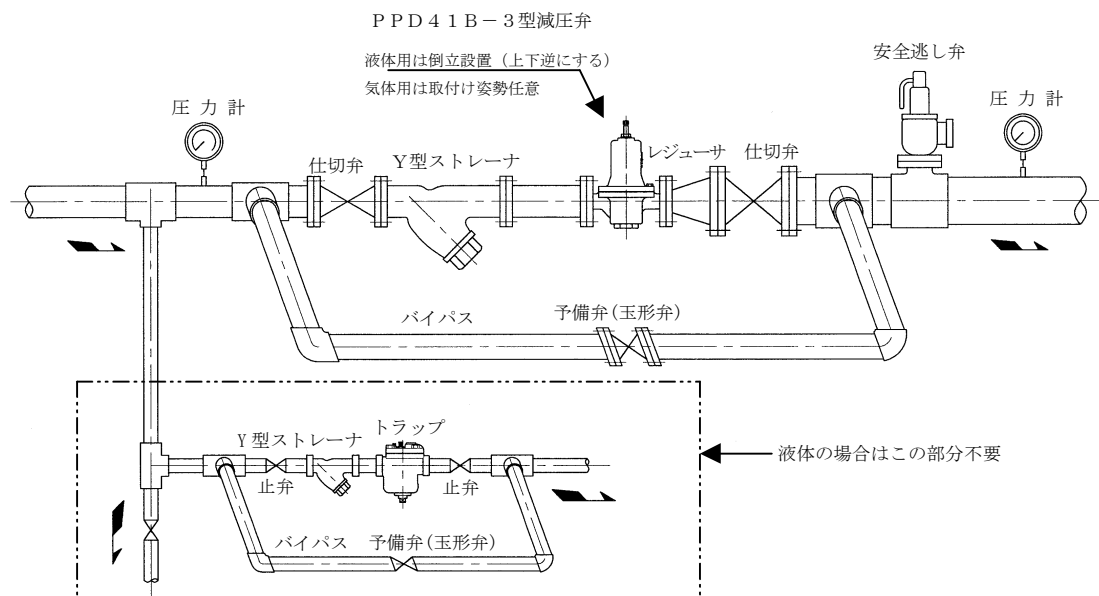 PPD41B-3型減圧弁
液体用は倒立設置（上下逆にする）
気体用は取付け姿勢任意
安全逃し弁
圧力計
圧力計
仕切弁
Y型ストレーナ
レジューサ
仕切弁
バイパス
予備弁(玉形弁)
Y型ストレーナ
トラップ
液体の場合はこの部分不要
止弁
止弁
バイパス
予備弁(玉形弁)